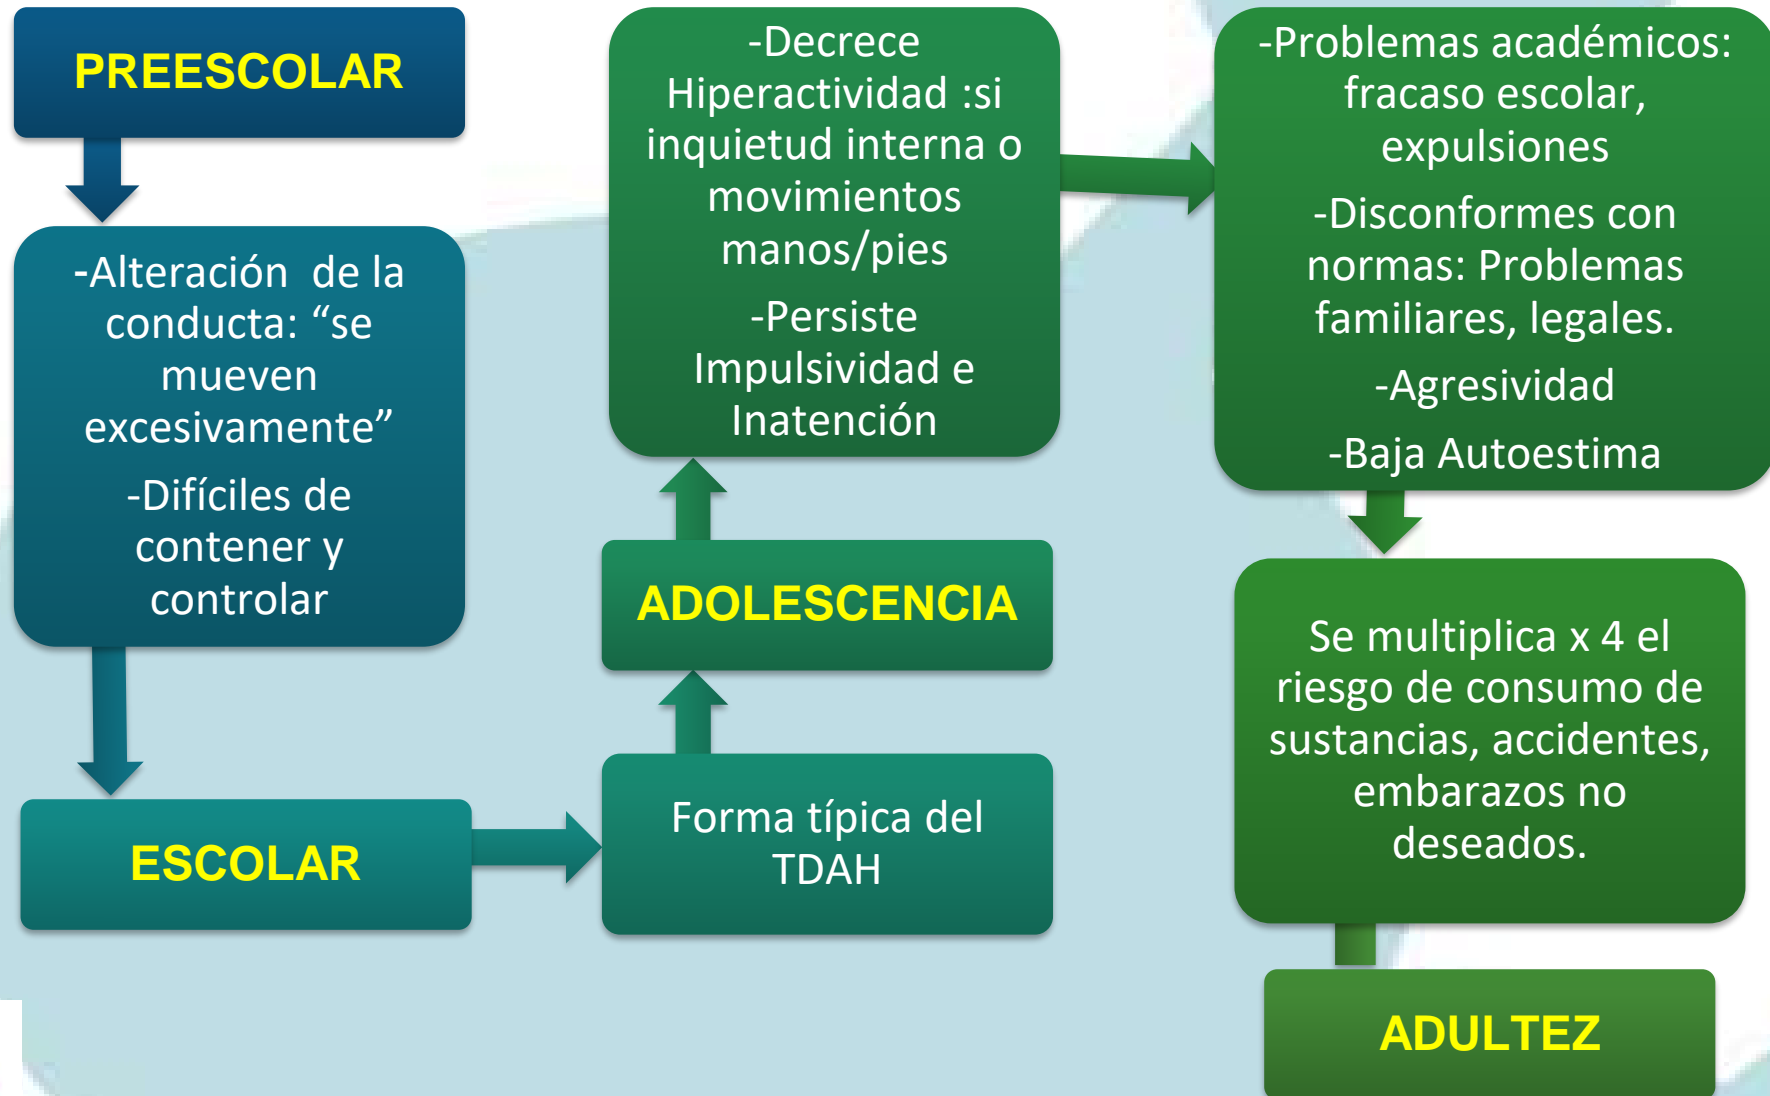 PREESCOLAR
-Alteración  de la
conducta: “se
mueven
excesivamente”
-Difíciles de
contener y
controlar
ESCOLAR
Forma típica del
TDAH
ADOLESCENCIA
-Decrece
Hiperactividad :si
inquietud interna o
movimientos
manos/pies
-Persiste
Impulsividad e
Inatención
-Problemas académicos:
fracaso escolar,
expulsiones
-Disconformes con
normas: Problemas
familiares, legales.
-Agresividad
-Baja Autoestima
Se multiplica x 4 el
riesgo de consumo de
sustancias, accidentes,
embarazos no
deseados.
ADULTEZ